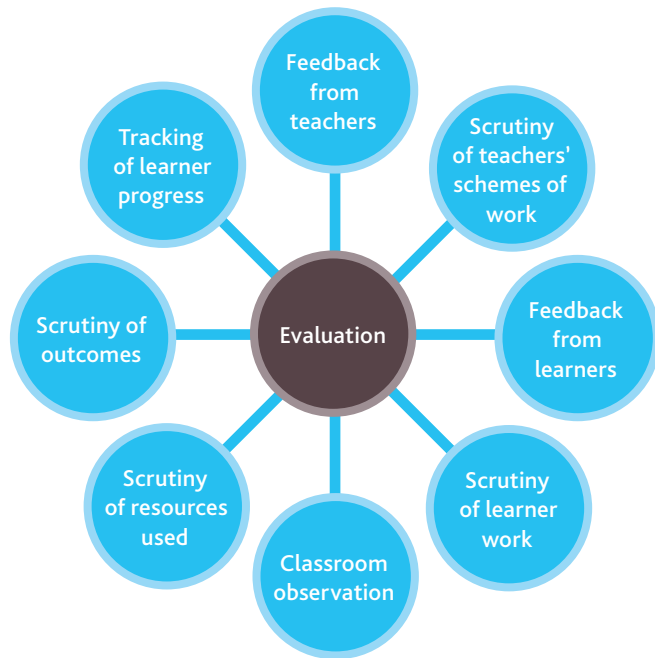 Feedback
from
teachers
Scrutiny
of teachers'
schemes of
work
Feedback
from
learners
Scrutiny
of learner
work
Classroom
observation
Scrutiny
of resources
used
Scrutiny of
outcomes
Tracking
of learner
progress
Evaluation